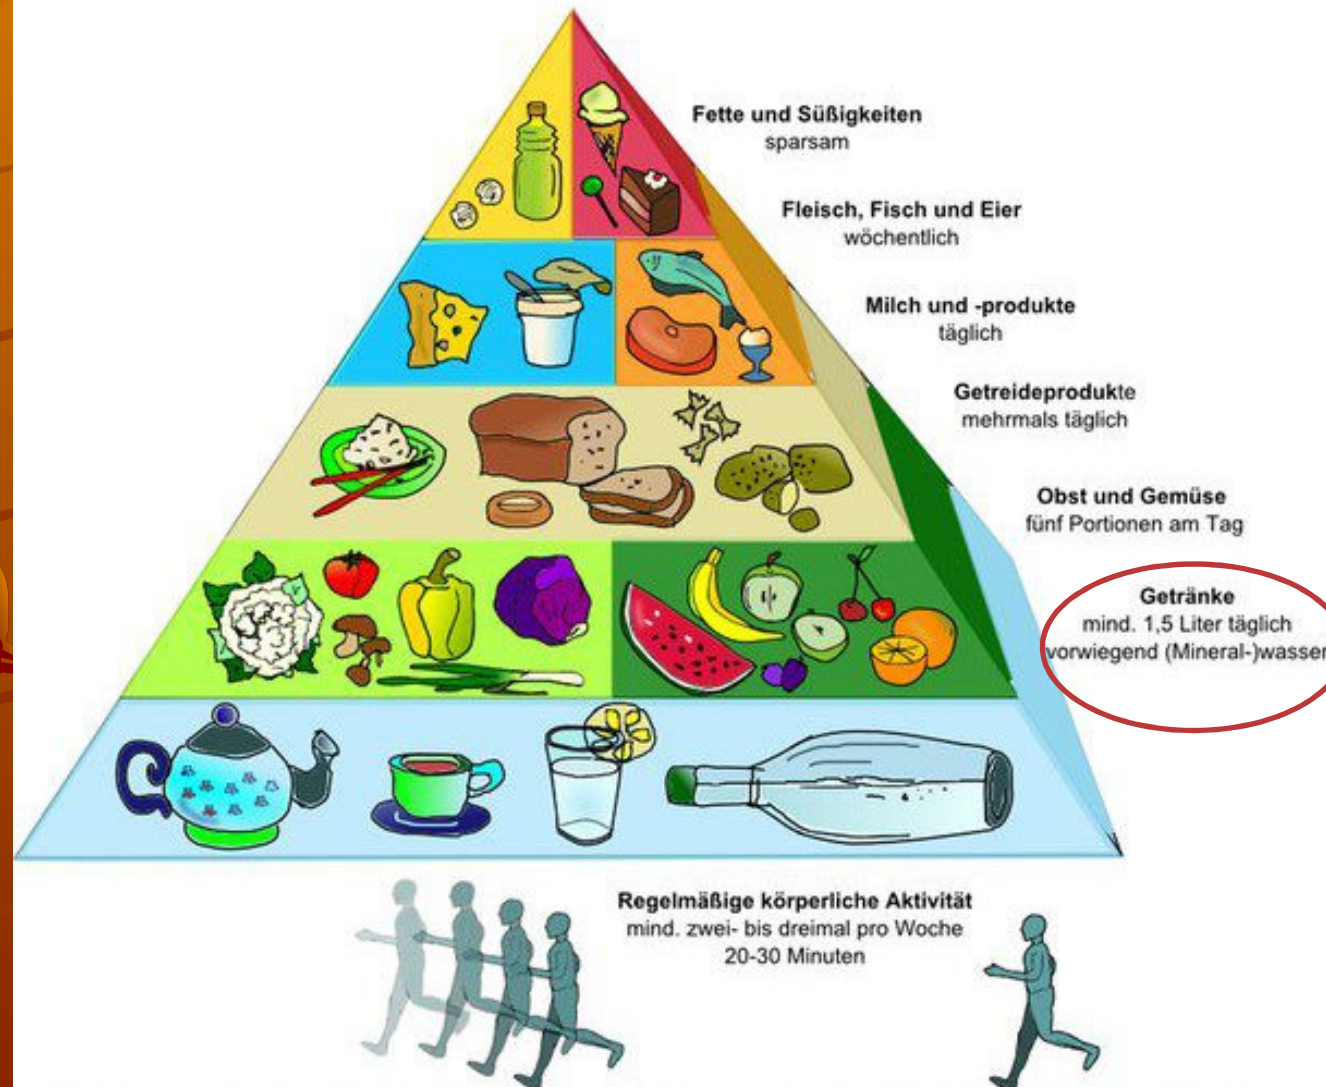 Fette und Süßigkeiten
sparsam
Fleisch, Fisch und Eier
wöchentlich
Milch und -produkte
täglich
Getreideprodukte
mehrmals täglich
Obst und Gemüse
fünf Portionen am Tag
Getränke
mind. 1,5 Liter täglich
vorwiegend (Mineral-)wasser
Regelmäßige körperliche Aktivität
mind. zwei- bis dreimal pro Woche
20-30 Minuten